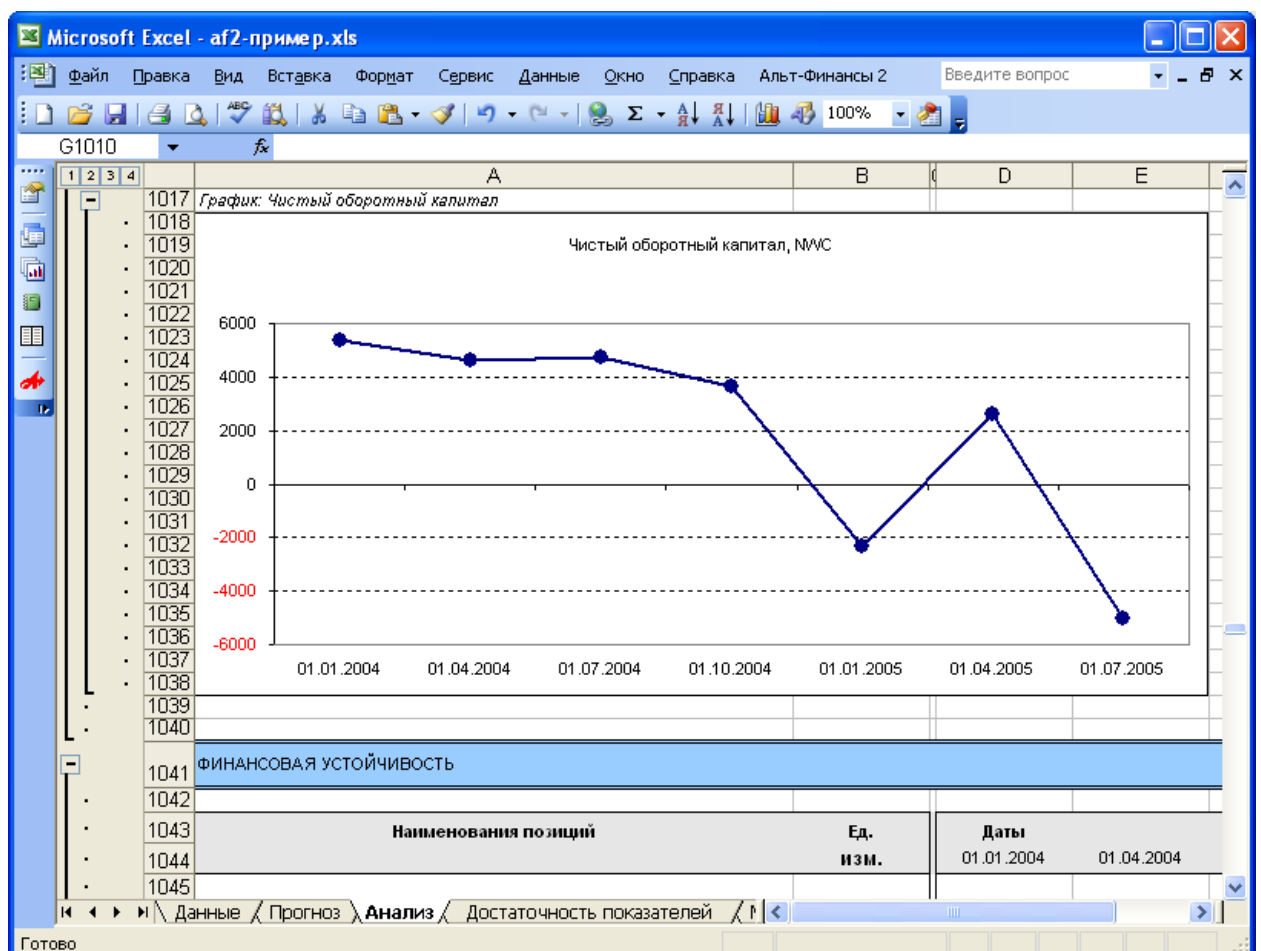 Microsoft Excel - af2-пример.xls
Файл Правка Вид Вставка Формат Сервис Данные Окно Справка Альт-Финансы 2 Введите вопрос
100%
G1010 fx
1 2 3 4 A B D E
1017 График: Чистый оборотный капитал
1018
1019
1020
1021
1022
1023
1024
1025
1026
1027
1028
1029
1030
1031
1032
1033
1034
1035
1036
1037
1038
Чистый оборотный капитал, NWC
6000
4000
2000
0
-2000
-4000
-6000
01.01.2004 01.04.2004 01.07.2004 01.10.2004 01.01.2005 01.04.2005 01.07.2005
1039
1040
1041 ФИНАНСОВАЯ УСТОЙЧИВОСТЬ
1042
1043 Наименования позиций Ед. Даты
1044 изм. 01.01.2004 01.04.2004
1045
Данные Прогноз Анализ Достаточность показателей
Готово